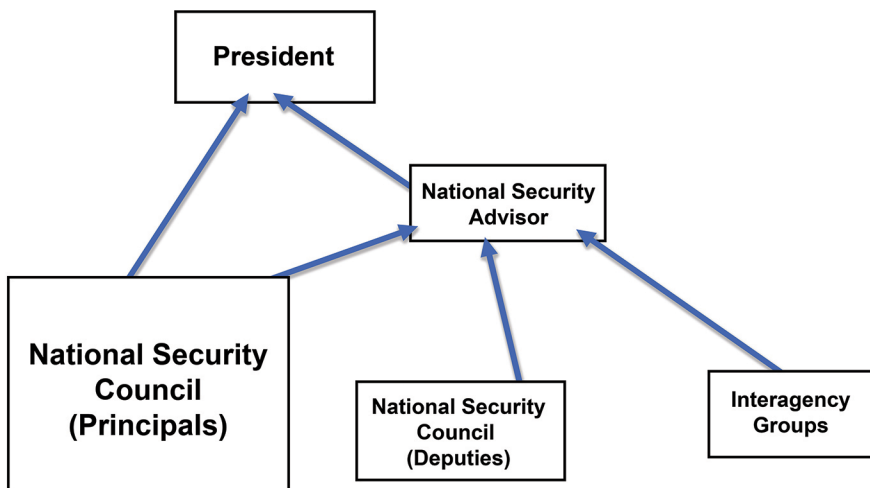 President
National Security
Advisor
National Security
Council
(Principals)
National Security
Council
(Deputies)
Interagency
Groups